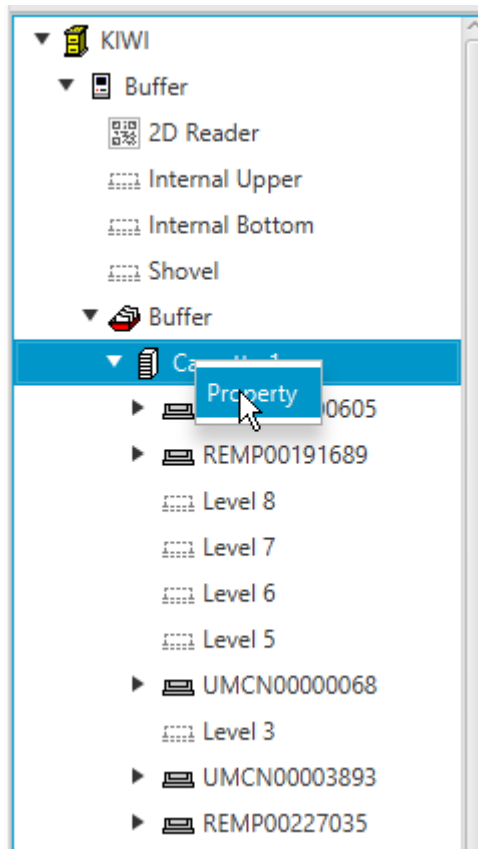 KIWI
Buffer
2D Reader
Internal Upper
Internal Bottom
Shovel
Buffer
Property
REMP00191689
Level 8
Level 7
Level 6
Level 5
UMCN00000068
Level 3
UMCN00003893
REMP00227035